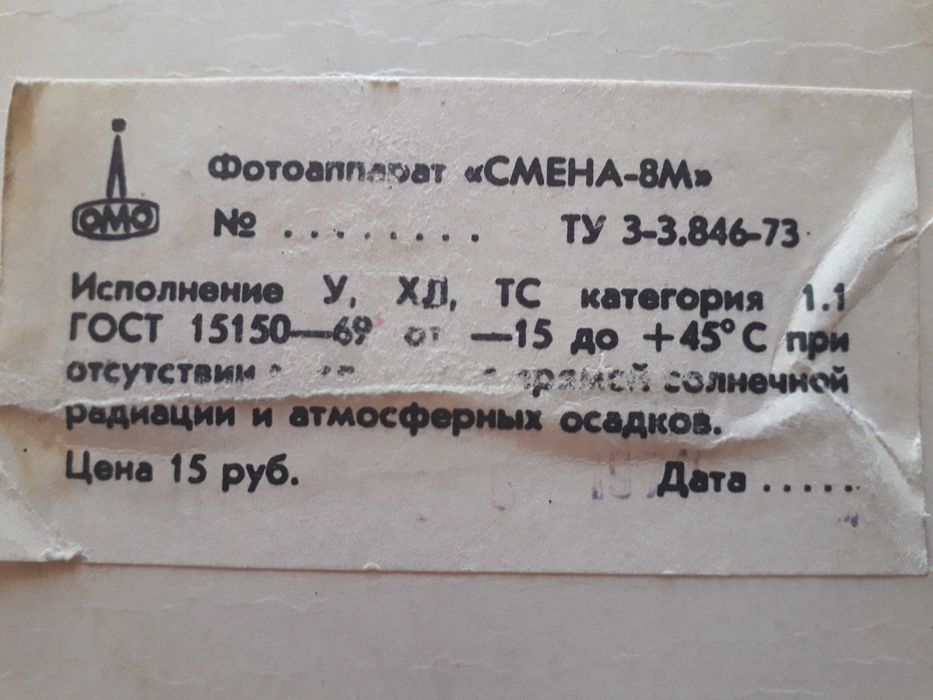 ОМО
Фотоаппарат «СМЕНА-8М»
№ ........ ТУ 3-3.846-73
Исполнение У, ХЛ, ТС категория 1.1
ГОСТ 15150—69 от —15 до +45°С при
отсутствии прямой солнечной
радиации и атмосферных осадков.
Цена 15 руб. Дата .....